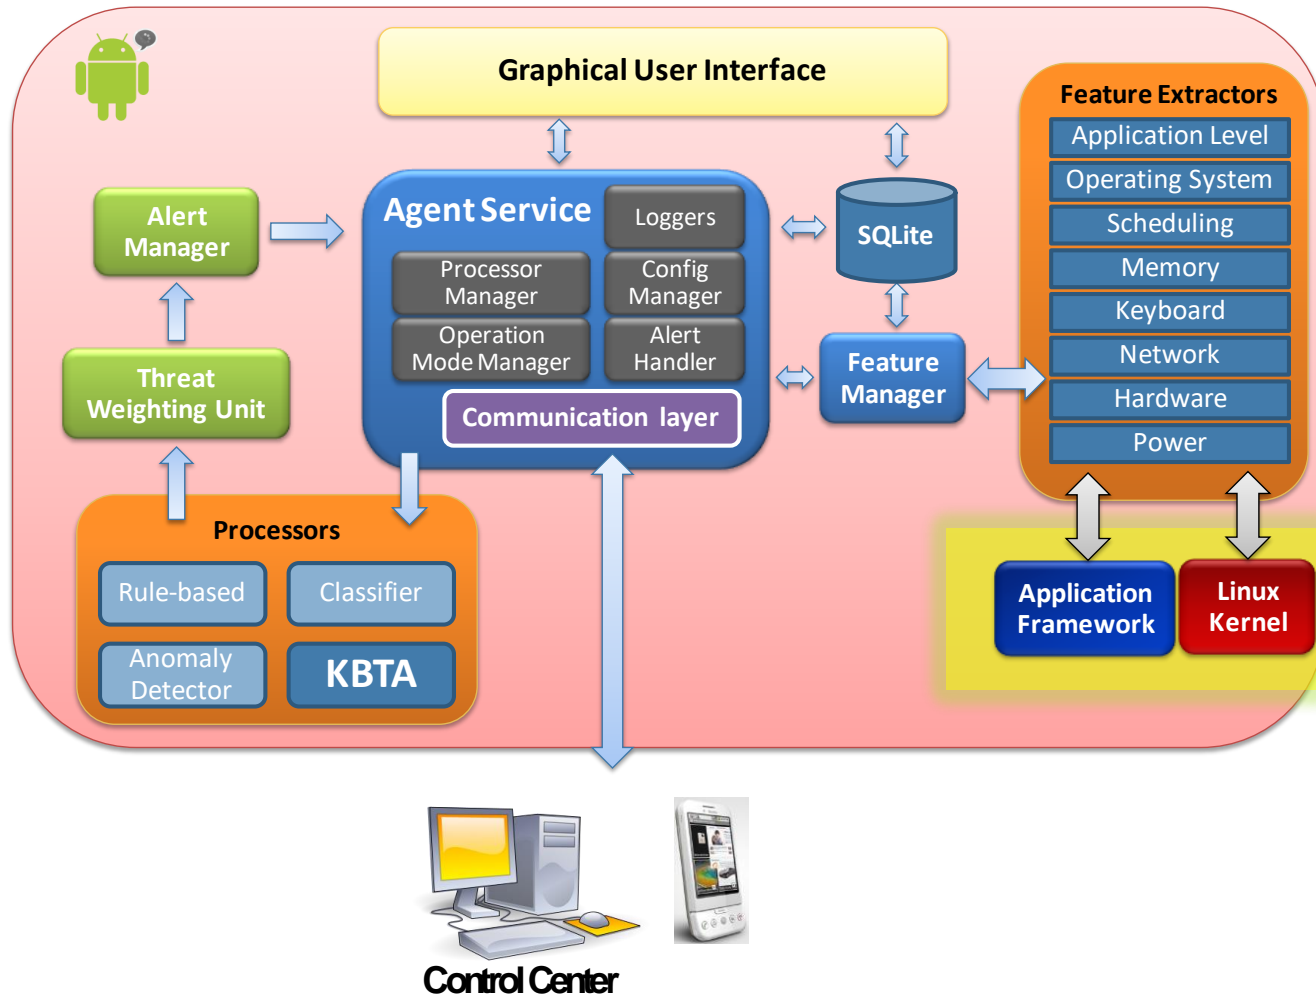 Graphical User Interface
Feature Extractors
Application Level
Operating System
Scheduling
Memory
Keyboard
Network
Hardware
Power
Alert
Manager
Agent Service
Loggers
Processor
Manager
Config
Manager
Operation
Mode Manager
Alert
Handler
Communication layer
SQLite
Feature
Manager
Threat
Weighting Unit
Processors
Rule-based
Classifier
Anomaly
Detector
KBTA
Application
Framework
Linux
Kernel
Control Center